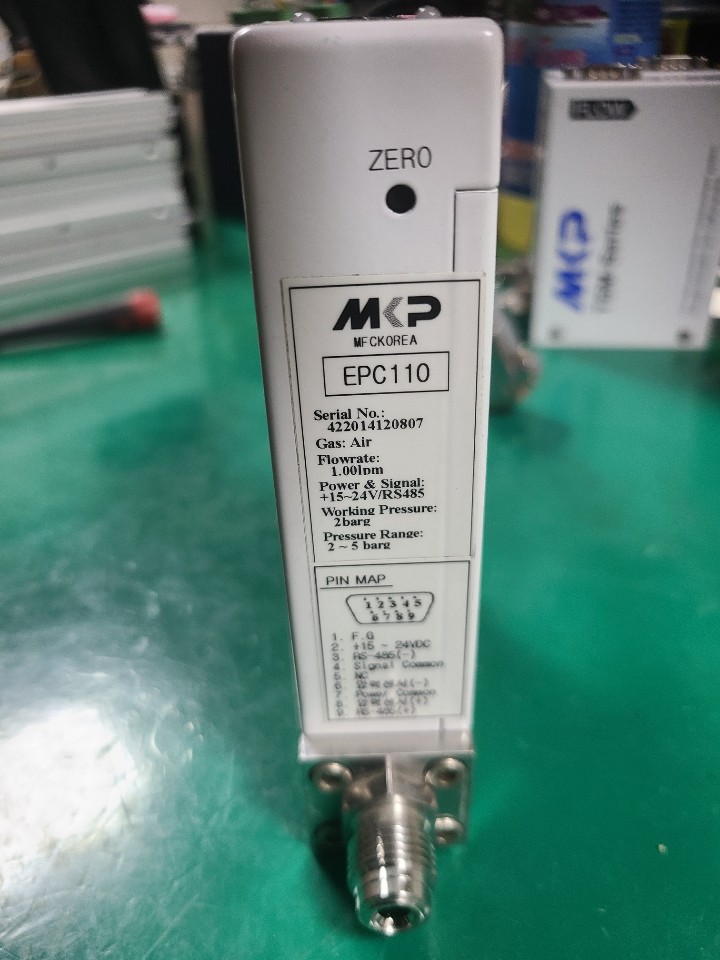 ZERO
MKP
MFCKOREA
EPC110
Serial No.:
422014120807
Gas: Air
Flowrate:
1.00lpm
Power & Signal:
+15~24V/RS485
Working Pressure:
2barg
Pressure Range:
2 ~ 5 barg
PIN MAP
1 2 3 4 5
6 7 8 9
1. F.G
2. +15 ~ 24VDC
3. RS-485(-)
4. Signal Common
5. NC
6. (-)
7. Power Common
8. (+)
9. RS-485(+)
MKP